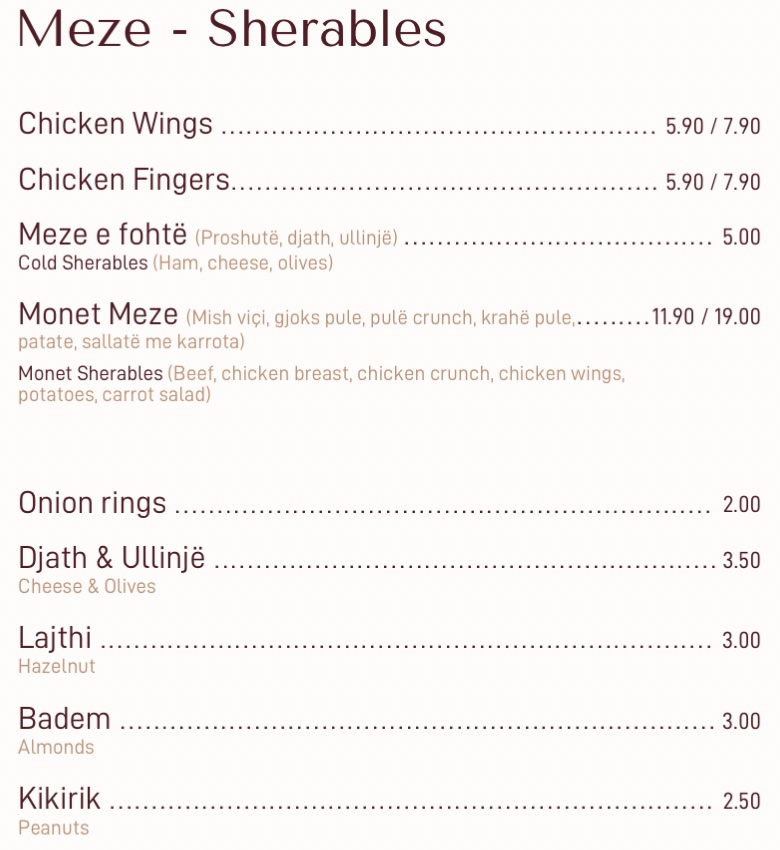 Meze - Sherables
Chicken Wings ................................................... 5.90 / 7.90
Chicken Fingers................................................... 5.90 / 7.90
Meze e fohtë (Proshutë, djath, ullinjë) .................................... 5.00
Cold Sherables (Ham, cheese, olives)
Monet Meze (Mish viçi, gjoks pule, pulë crunch, krahë pule,.........11.90 / 19.00
patate, sallatë me karrota)
Monet Sherables (Beef, chicken breast, chicken crunch, chicken wings,
potatoes, carrot salad)
Onion rings ............................................................... 2.00
Djath & Ullinjë ........................................................... 3.50
Cheese & Olives
Lajthi ........................................................................ 3.00
Hazelnut
Badem ...................................................................... 3.00
Almonds
Kikirik ....................................................................... 2.50
Peanuts